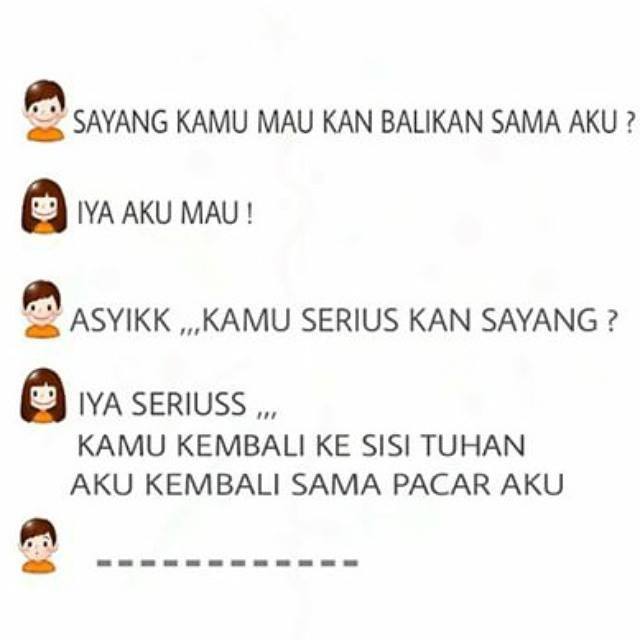 SAYANG KAMU MAU KAN BALIKAN SAMA AKU ?
IYA AKU MAU !
ASYIKK ,,,KAMU SERIUS KAN SAYANG ?
IYA SERIUSS ,,,
KAMU KEMBALI KE SISI TUHAN
AKU KEMBALI SAMA PACAR AKU
------------